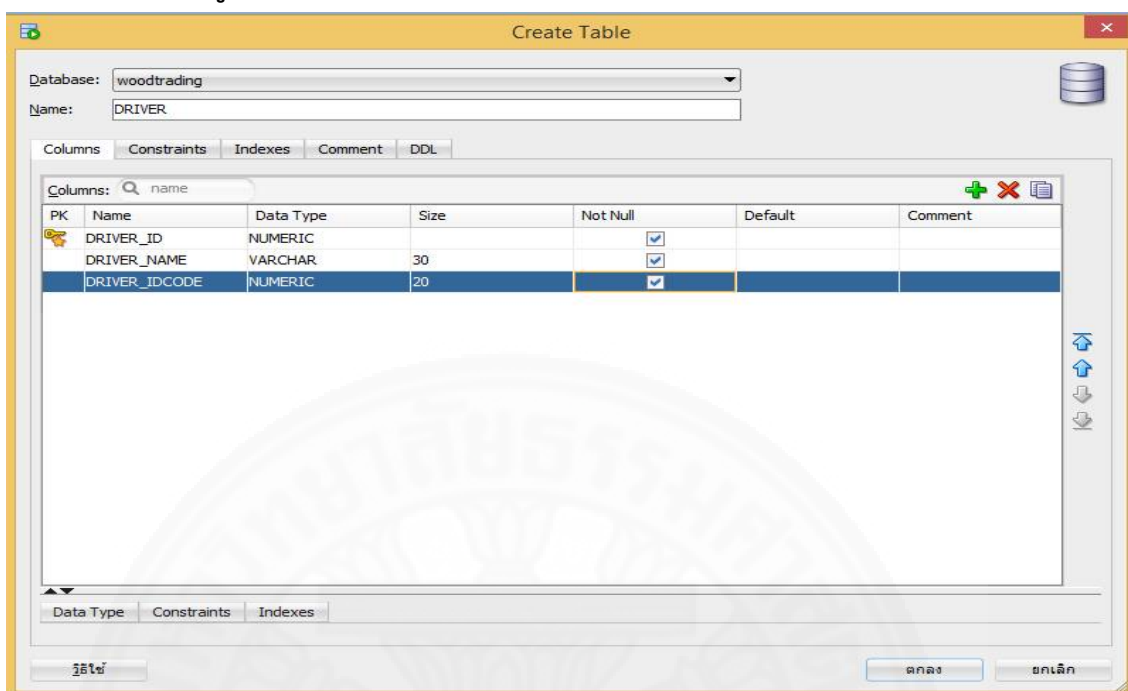 Create Table
Database: woodtrading
Name: DRIVER
Columns Constraints Indexes Comment DDL
Columns: name
PK Name Data Type Size Not Null Default Comment
DRIVER_ID NUMERIC
DRIVER_NAME VARCHAR 30
DRIVER_IDCODE NUMERIC 20
Data Type Constraints Indexes
วิธีใช้ ตกลง ยกเลิก